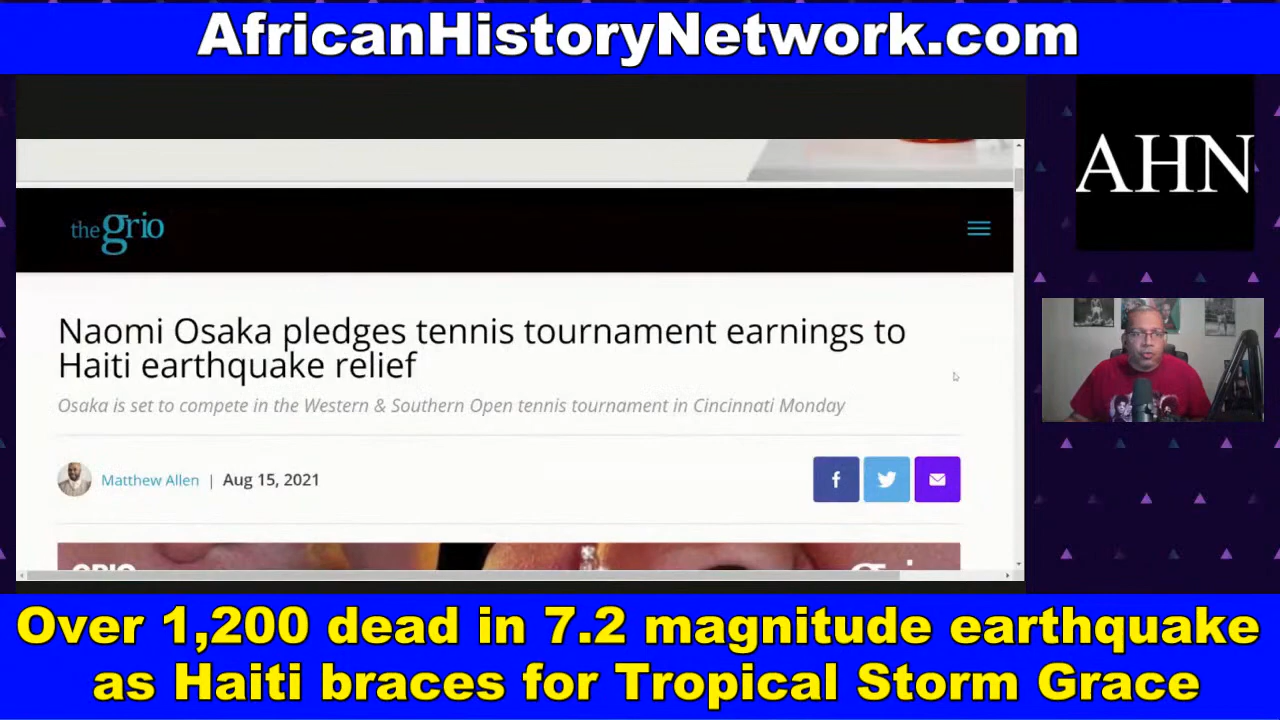 AfricanHistoryNetwork.com
AHN
thegrio
Naomi Osaka pledges tennis tournament earnings to
Haiti earthquake relief
Osaka is set to compete in the Western & Southern Open tennis tournament in Cincinnati Monday
Matthew Allen | Aug 15, 2021
f
Over 1,200 dead in 7.2 magnitude earthquake
as Haiti braces for Tropical Storm Grace